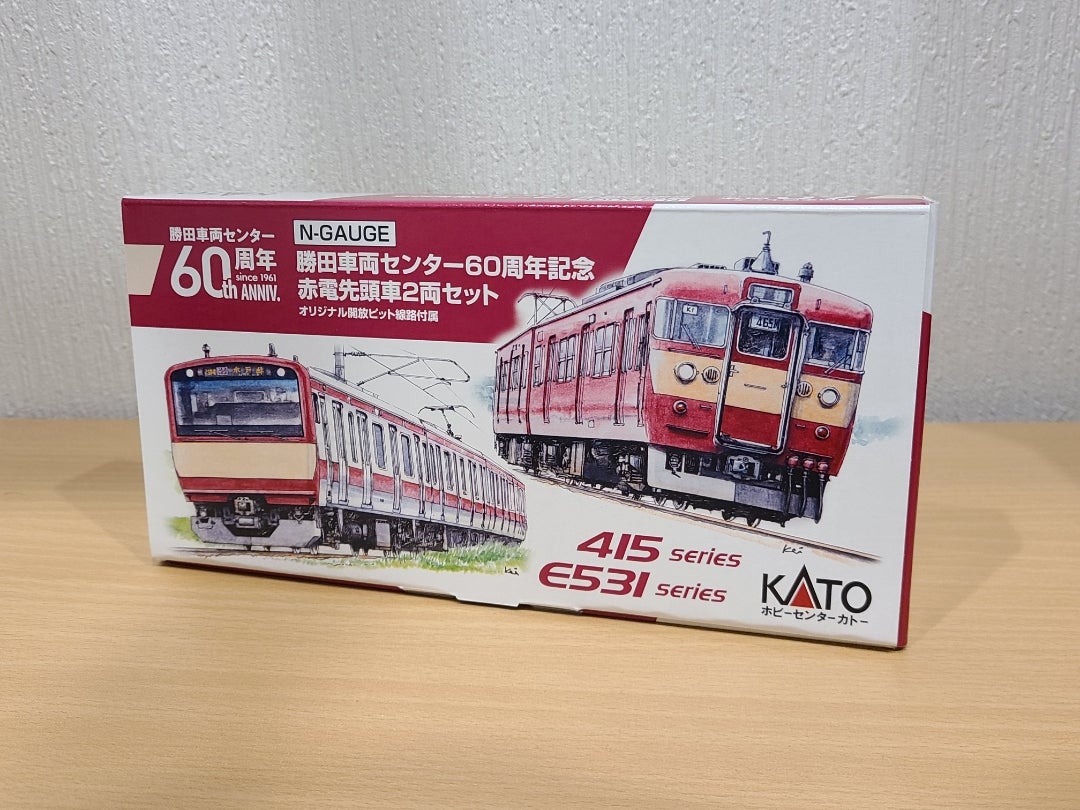 勝田車両センター
60th ANNIV.
周年
since 1961
N-GAUGE
勝田車両センター60周年記念
赤電先頭車2両セット
オリジナル開放ピット線路付属
K1
Kei
Kei
415 series
E531 series
KATO
ホビーセンターカトー